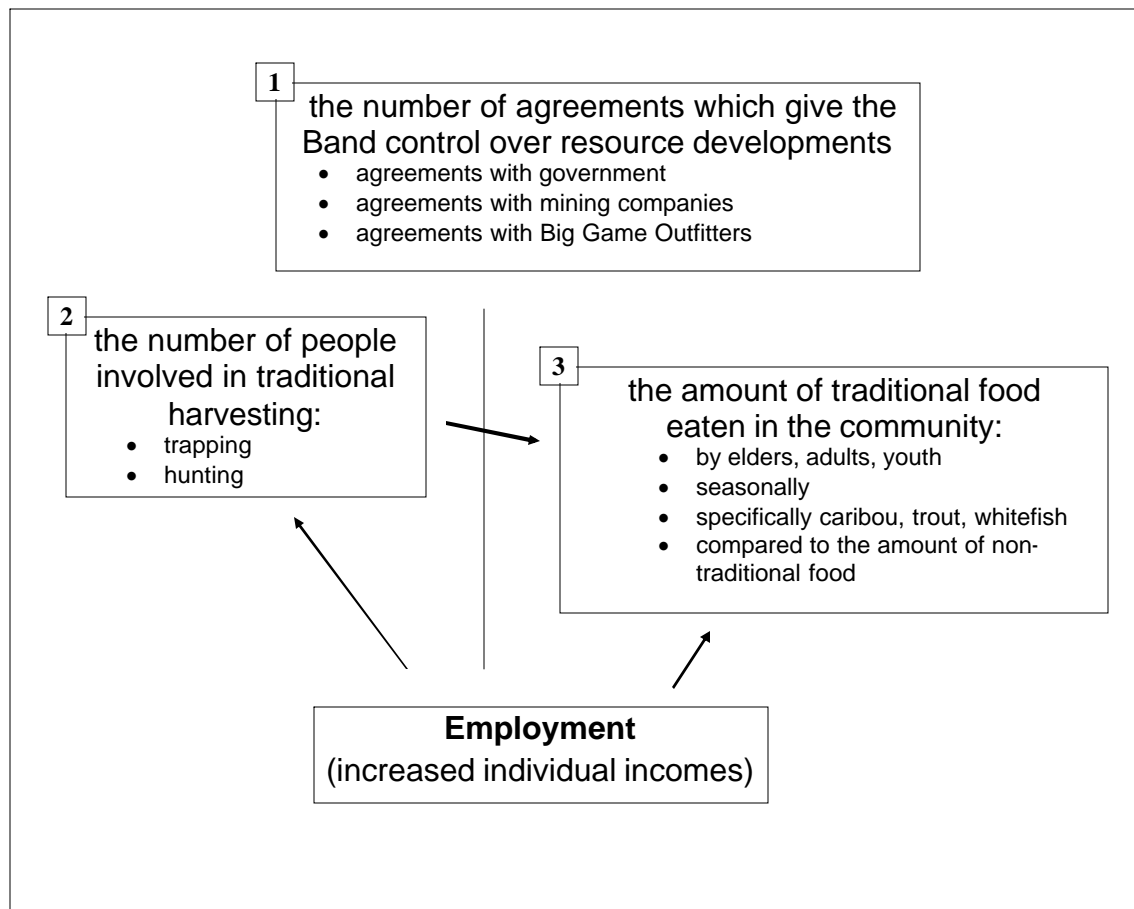 1
the number of agreements which give the
Band control over resource developments
• agreements with government
• agreements with mining companies
• agreements with Big Game Outfitters
2
the number of people
involved in traditional
harvesting:
• trapping
• hunting
3
the amount of traditional food
eaten in the community:
• by elders, adults, youth
• seasonally
• specifically caribou, trout, whitefish
• compared to the amount of non-
traditional food
Employment
(increased individual incomes)